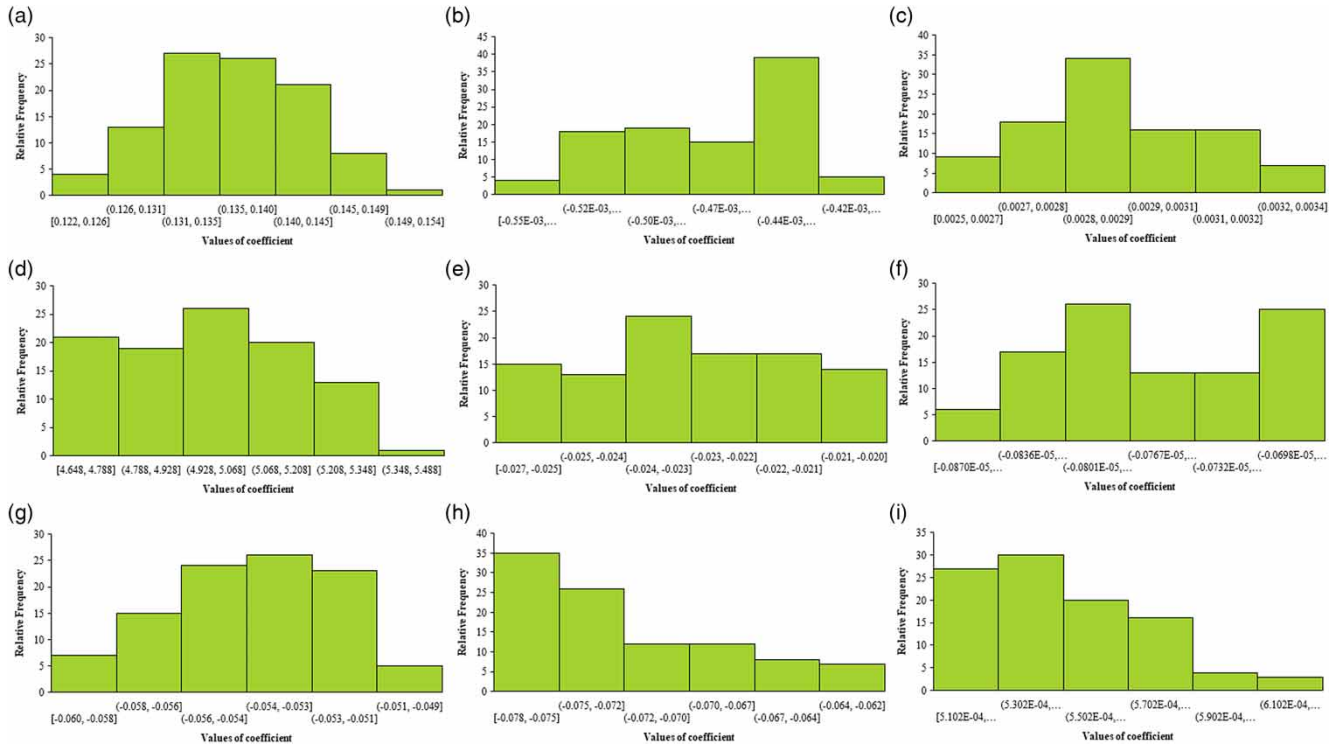 (a)
30
25
20
15
10
5
0
Relative Frequency
(0.126, 0.131] (0.135, 0.140] (0.145, 0.149]
[0.122, 0.126] (0.131, 0.135] (0.140, 0.145] (0.149, 0.154]
Values of coefficient
(b)
45
40
35
30
25
20
15
10
5
0
Relative Frequency
(-0.52E-03,... (-0.47E-03,... (-0.42E-03,...
[-0.55E-03,... (-0.50E-03,... (-0.44E-03,...
Values of coefficient
(c)
40
35
30
25
20
15
10
5
0
Relative Frequency
(0.0027, 0.0028] (0.0029, 0.0031] (0.0032, 0.0034]
[0.0025, 0.0027] (0.0028, 0.0029] (0.0031, 0.0032]
Values of coefficient
(d)
30
25
20
15
10
5
0
Relative Frequency
[4.648, 4.788] (4.788, 4.928] (4.928, 5.068] (5.068, 5.208] (5.208, 5.348] (5.348, 5.488]
Values of coefficient
(e)
30
25
20
15
10
5
0
Relative Frequency
(-0.025, -0.024] (-0.023, -0.022] (-0.021, -0.020]
[-0.027, -0.025] (-0.024, -0.023] (-0.022, -0.021]
Values of coefficient
(f)
30
25
20
15
10
5
0
Relative Frequency
(-0.0836E-05,... (-0.0767E-05,... (-0.0698E-05,...
[-0.0870E-05,... (-0.0801E-05,... (-0.0732E-05,...
Values of coefficient
(g)
30
25
20
15
10
5
0
Relative Frequency
(-0.058, -0.056] (-0.054, -0.053] (-0.051, -0.049]
[-0.060, -0.058] (-0.056, -0.054] (-0.053, -0.051]
Values of coefficient
(h)
40
35
30
25
20
15
10
5
0
Relative Frequency
(-0.075, -0.072] (-0.070, -0.067] (-0.064, -0.062]
[-0.078, -0.075] (-0.072, -0.070] (-0.067, -0.064]
Values of coefficient
(i)
35
30
25
20
15
10
5
0
Relative Frequency
(5.302E-04,... (5.702E-04,... (6.102E-04,...
[5.102E-04,... (5.502E-04,... (5.902E-04,...
Values of coefficient